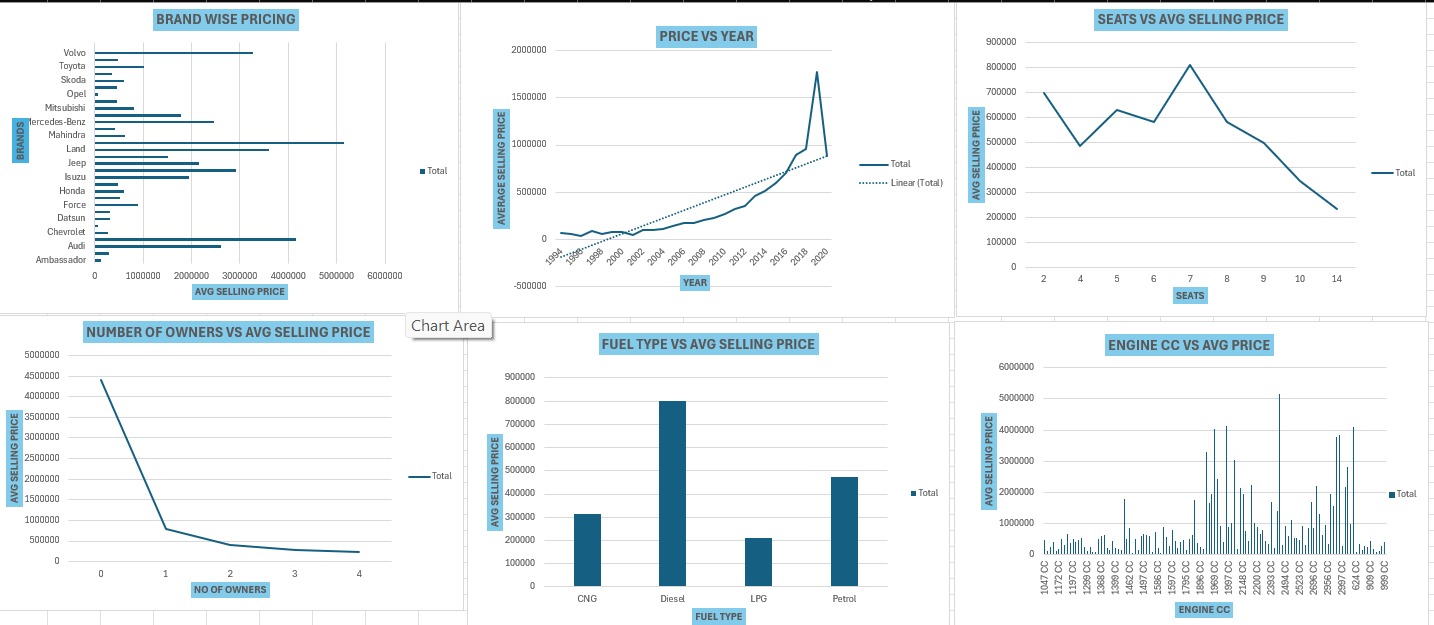 BRAND WISE PRICING
BRANDS
Volvo
Toyota
Skoda
Opel
Mitsubishi
Mercedes-Benz
Mahindra
Land
Jeep
Isuzu
Honda
Force
Datsun
Chevrolet
Audi
Ambassador
0 1000000 2000000 3000000 4000000 5000000 6000000
AVG SELLING PRICE
Total
PRICE VS YEAR
AVERAGE SELLING PRICE
2000000
1500000
1000000
500000
0
-500000
1994 1996 1998 2000 2002 2004 2006 2008 2010 2012 2014 2016 2018 2020
YEAR
Total
Linear (Total)
SEATS VS AVG SELLING PRICE
AVG SELLING PRICE
900000
800000
700000
600000
500000
400000
300000
200000
100000
0
2 4 5 6 7 8 9 10 14
SEATS
Total
NUMBER OF OWNERS VS AVG SELLING PRICE
Chart Area
AVG SELLING PRICE
5000000
4500000
4000000
3500000
3000000
2500000
2000000
1500000
1000000
500000
0
0 1 2 3 4
NO OF OWNERS
Total
FUEL TYPE VS AVG SELLING PRICE
AVG SELLING PRICE
900000
800000
700000
600000
500000
400000
300000
200000
100000
0
CNG Diesel LPG Petrol
FUEL TYPE
Total
ENGINE CC VS AVG PRICE
AVG SELLING PRICE
6000000
5000000
4000000
3000000
2000000
1000000
0
1047 CC 1172 CC 1197 CC 1299 CC 1368 CC 1399 CC 1462 CC 1497 CC 1586 CC 1597 CC 1795 CC 1896 CC 1969 CC 1997 CC 2148 CC 2200 CC 2393 CC 2494 CC 2523 CC 2696 CC 2956 CC 2997 CC 624 CC 909 CC 999 CC
ENGINE CC
Total